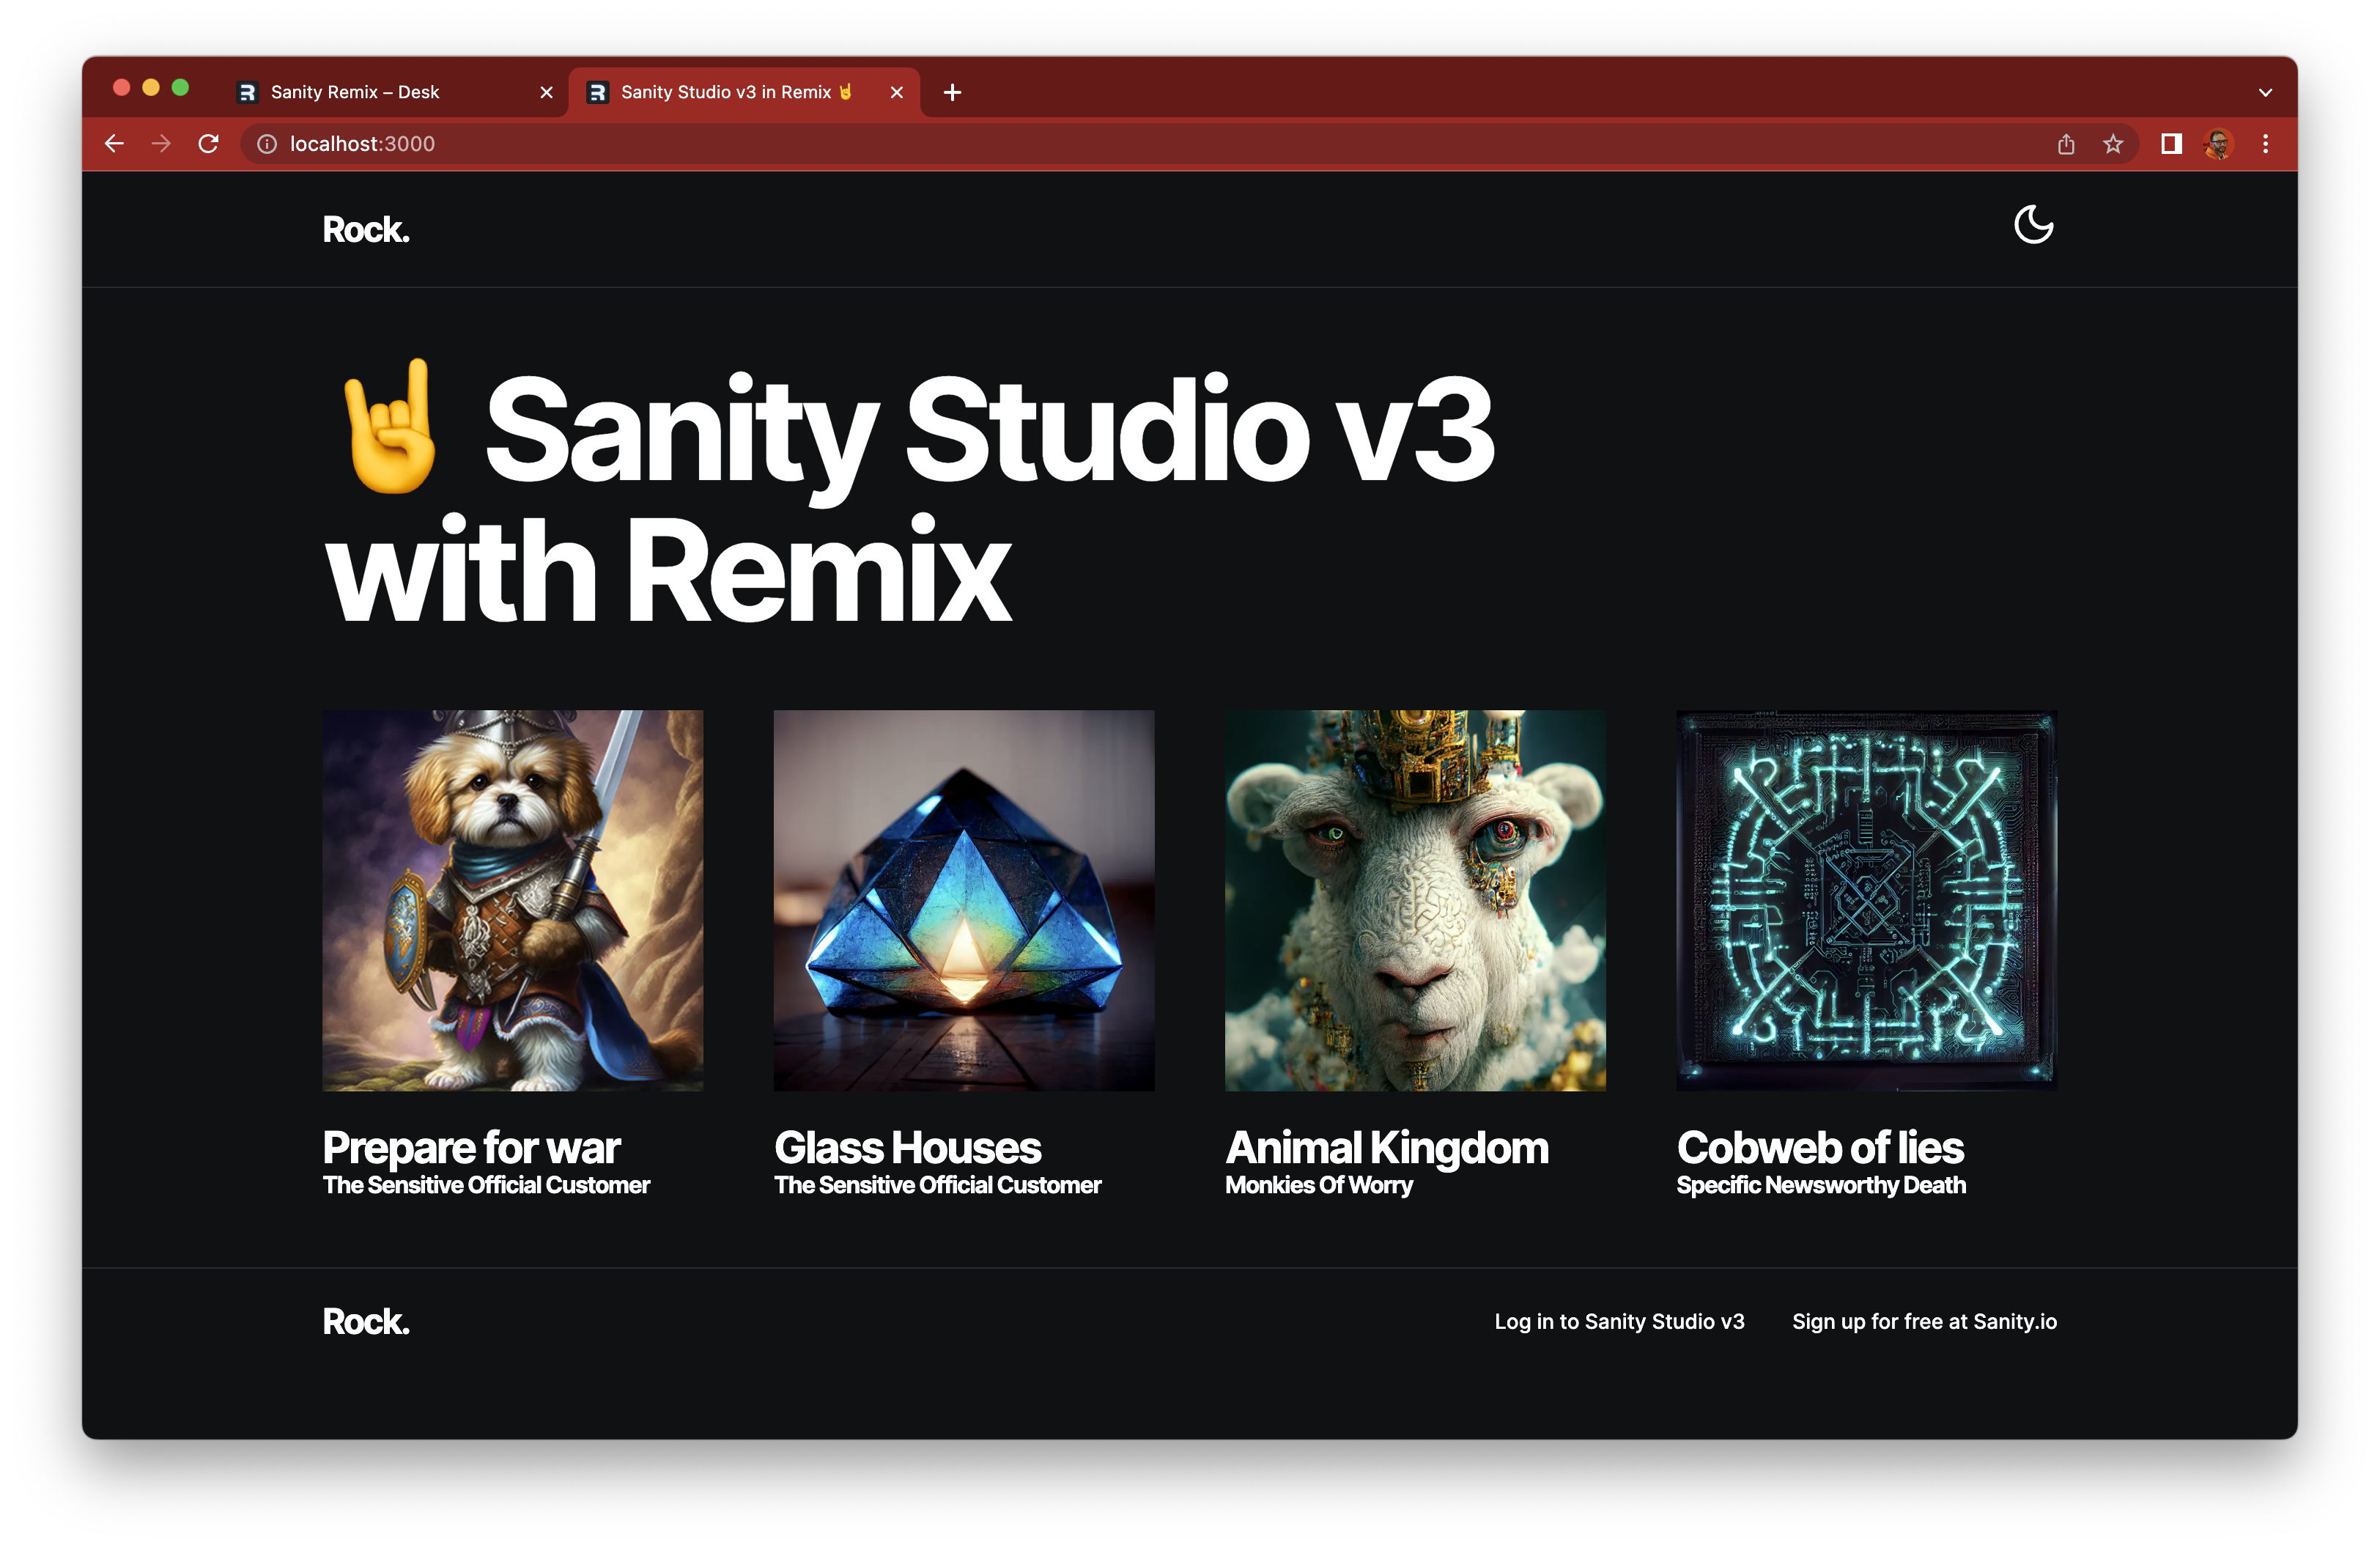 Sanity Remix – Desk
Sanity Studio v3 in Remix 🤘
localhost:3000
Rock.
🤘 Sanity Studio v3
with Remix
Prepare for war
The Sensitive Official Customer
Glass Houses
The Sensitive Official Customer
Animal Kingdom
Monkies Of Worry
Cobweb of lies
Specific Newsworthy Death
Rock.
Log in to Sanity Studio v3
Sign up for free at Sanity.io